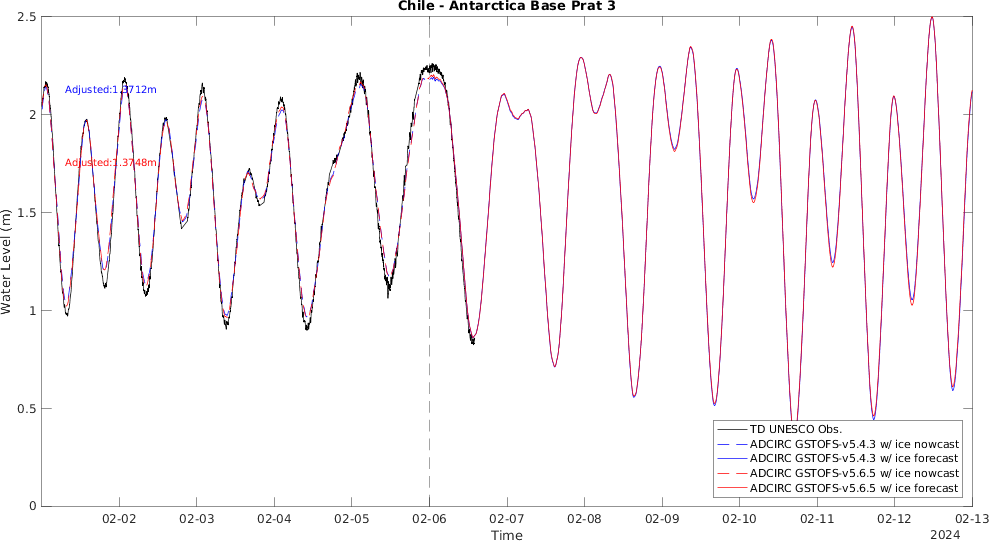 Chile - Antarctica Base Prat 3
2.5
Adjusted:1.3712m
2
Adjusted:1.3748m
1.5
Water Level (m)
1
0.5
0
TD UNESCO Obs.
ADCIRC GSTOFS-v5.4.3 w/ ice nowcast
ADCIRC GSTOFS-v5.4.3 w/ ice forecast
ADCIRC GSTOFS-v5.6.5 w/ ice nowcast
ADCIRC GSTOFS-v5.6.5 w/ ice forecast
02-02 02-03 02-04 02-05 02-06 02-07 02-08 02-09 02-10 02-11 02-12 02-13
Time
2024